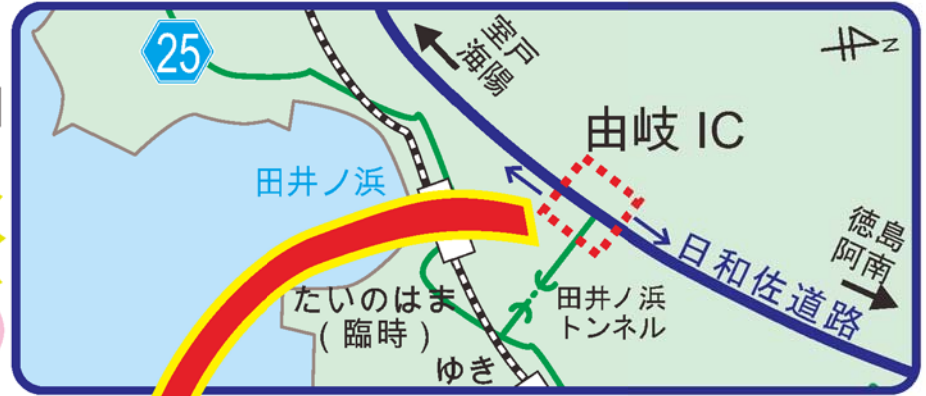 25
室戸
海陽
N
由岐 IC
田井ノ浜
徳島
阿南
日和佐道路
たいのはま
( 臨時 )
田井ノ浜
トンネル
ゆき